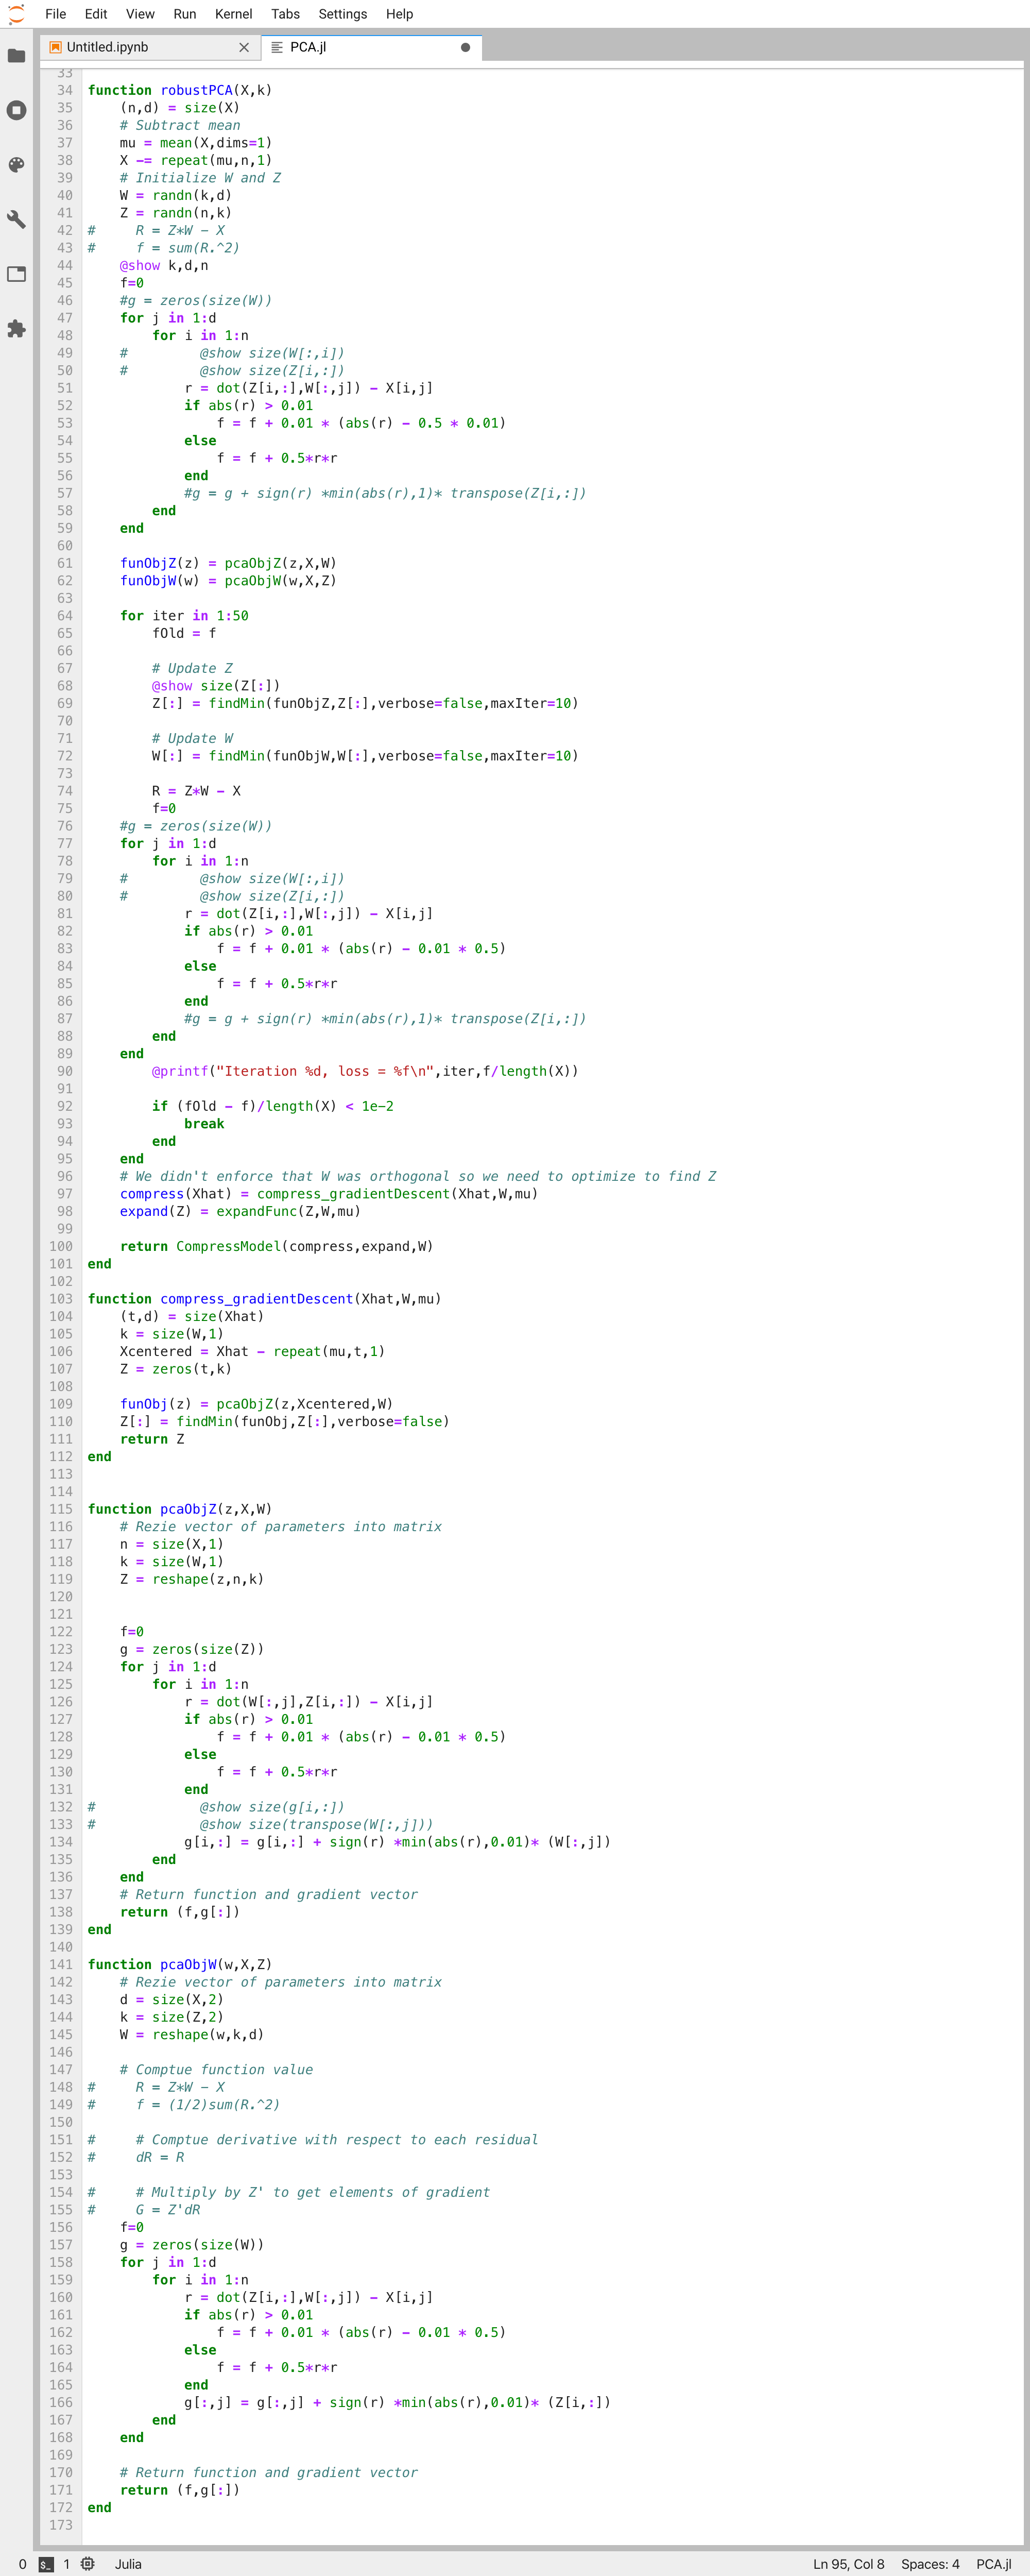 File Edit View Run Kernel Tabs Settings Help
Untitled.ipynb PCA.jl
33
34 function robustPCA(X,k)
35     (n,d) = size(X)
36     # Subtract mean
37     mu = mean(X,dims=1)
38     X -= repeat(mu,n,1)
39     # Initialize W and Z
40     W = randn(k,d)
41     Z = randn(n,k)
42 #     R = Z*W - X
43 #     f = sum(R.^2)
44     @show k,d,n
45     f=0
46     #g = zeros(size(W))
47     for j in 1:d
48         for i in 1:n
49     #         @show size(W[:,i])
50     #         @show size(Z[i,:])
51             r = dot(Z[i,:],W[:,j]) - X[i,j]
52             if abs(r) > 0.01
53                 f = f + 0.01 * (abs(r) - 0.5 * 0.01)
54             else
55                 f = f + 0.5*r*r
56             end
57             #g = g + sign(r) *min(abs(r),1)* transpose(Z[i,:])
58         end
59     end
60
61     funObjZ(z) = pcaObjZ(z,X,W)
62     funObjW(w) = pcaObjW(w,X,Z)
63
64     for iter in 1:50
65         fOld = f
66
67         # Update Z
68         @show size(Z[:])
69         Z[:] = findMin(funObjZ,Z[:],verbose=false,maxIter=10)
70
71         # Update W
72         W[:] = findMin(funObjW,W[:],verbose=false,maxIter=10)
73
74         R = Z*W - X
75         f=0
76     #g = zeros(size(W))
77     for j in 1:d
78         for i in 1:n
79     #         @show size(W[:,i])
80     #         @show size(Z[i,:])
81             r = dot(Z[i,:],W[:,j]) - X[i,j]
82             if abs(r) > 0.01
83                 f = f + 0.01 * (abs(r) - 0.01 * 0.5)
84             else
85                 f = f + 0.5*r*r
86             end
87             #g = g + sign(r) *min(abs(r),1)* transpose(Z[i,:])
88         end
89     end
90         @printf("Iteration %d, loss = %f\n",iter,f/length(X))
91
92         if (fOld - f)/length(X) < 1e-2
93             break
94         end
95     end
96     # We didn't enforce that W was orthogonal so we need to optimize to find Z
97     compress(Xhat) = compress_gradientDescent(Xhat,W,mu)
98     expand(Z) = expandFunc(Z,W,mu)
99
100     return CompressModel(compress,expand,W)
101 end
102
103 function compress_gradientDescent(Xhat,W,mu)
104     (t,d) = size(Xhat)
105     k = size(W,1)
106     Xcentered = Xhat - repeat(mu,t,1)
107     Z = zeros(t,k)
108
109     funObj(z) = pcaObjZ(z,Xcentered,W)
110     Z[:] = findMin(funObj,Z[:],verbose=false)
111     return Z
112 end
113
114
115 function pcaObjZ(z,X,W)
116     # Rezie vector of parameters into matrix
117     n = size(X,1)
118     k = size(W,1)
119     Z = reshape(z,n,k)
120
121
122     f=0
123     g = zeros(size(Z))
124     for j in 1:d
125         for i in 1:n
126             r = dot(W[:,j],Z[i,:]) - X[i,j]
127             if abs(r) > 0.01
128                 f = f + 0.01 * (abs(r) - 0.01 * 0.5)
129             else
130                 f = f + 0.5*r*r
131             end
132 #             @show size(g[i,:])
133 #             @show size(transpose(W[:,j]))
134             g[i,:] = g[i,:] + sign(r) *min(abs(r),0.01)* (W[:,j])
135         end
136     end
137     # Return function and gradient vector
138     return (f,g[:])
139 end
140
141 function pcaObjW(w,X,Z)
142     # Rezie vector of parameters into matrix
143     d = size(X,2)
144     k = size(Z,2)
145     W = reshape(w,k,d)
146
147     # Comptue function value
148 #     R = Z*W - X
149 #     f = (1/2)sum(R.^2)
150
151 #     # Comptue derivative with respect to each residual
152 #     dR = R
153
154 #     # Multiply by Z' to get elements of gradient
155 #     G = Z'dR
156     f=0
157     g = zeros(size(W))
158     for j in 1:d
159         for i in 1:n
160             r = dot(Z[i,:],W[:,j]) - X[i,j]
161             if abs(r) > 0.01
162                 f = f + 0.01 * (abs(r) - 0.01 * 0.5)
163             else
164                 f = f + 0.5*r*r
165             end
166             g[:,j] = g[:,j] + sign(r) *min(abs(r),0.01)* (Z[i,:])
167         end
168     end
169
170     # Return function and gradient vector
171     return (f,g[:])
172 end
173
0 $_ 1 Julia Ln 95, Col 8 Spaces: 4 PCA.jl